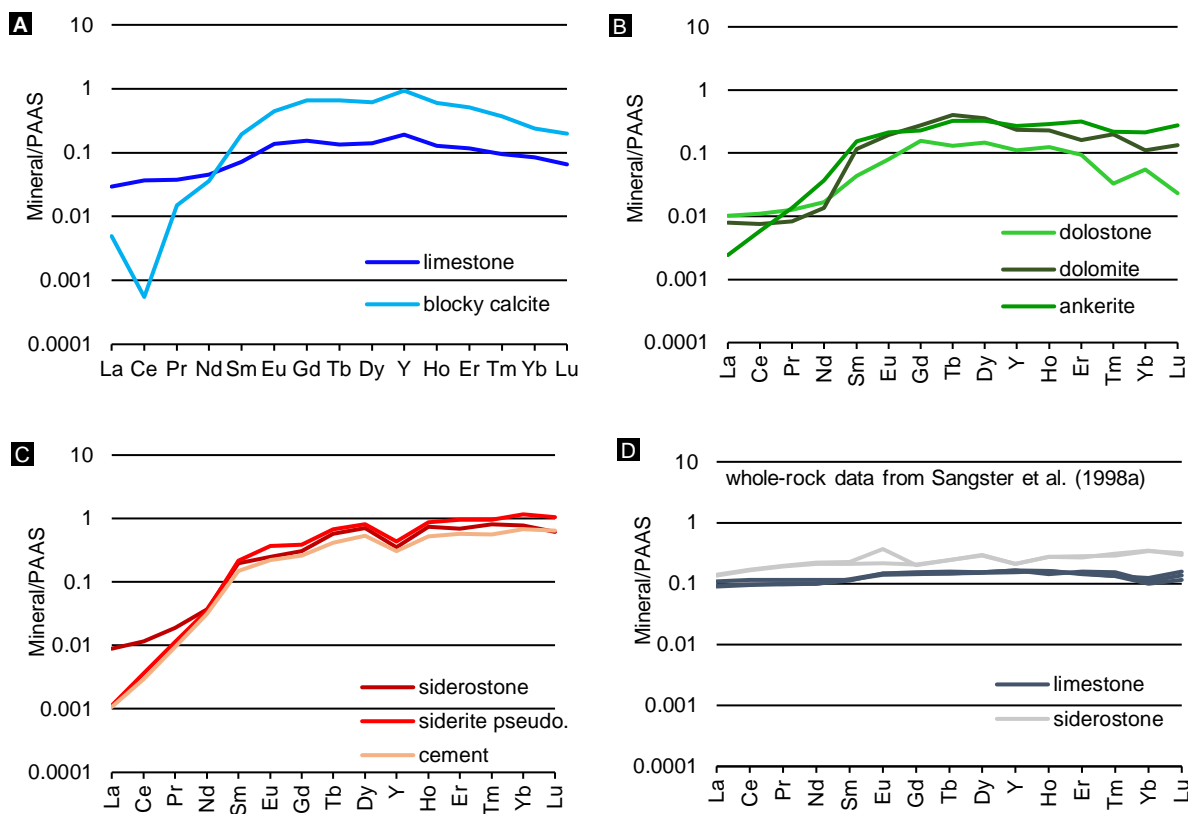 A
10
1
0.1
0.01
0.001
0.0001
Mineral/PAAS
limestone
blocky calcite
La Ce Pr Nd Sm Eu Gd Tb Dy Y Ho Er Tm Yb Lu
B
10
1
0.1
0.01
0.001
0.0001
Mineral/PAAS
dolostone
dolomite
ankerite
La Ce Pr Nd Sm Eu Gd Tb Dy Y Ho Er Tm Yb Lu
C
10
1
0.1
0.01
0.001
0.0001
Mineral/PAAS
siderostone
siderite pseudo.
cement
La Ce Pr Nd Sm Eu Gd Tb Dy Y Ho Er Tm Yb Lu
D
10
1
0.1
0.01
0.001
0.0001
Mineral/PAAS
whole-rock data from Sangster et al. (1998a)
limestone
siderostone
La Ce Pr Nd Sm Eu Gd Tb Dy Y Ho Er Tm Yb Lu